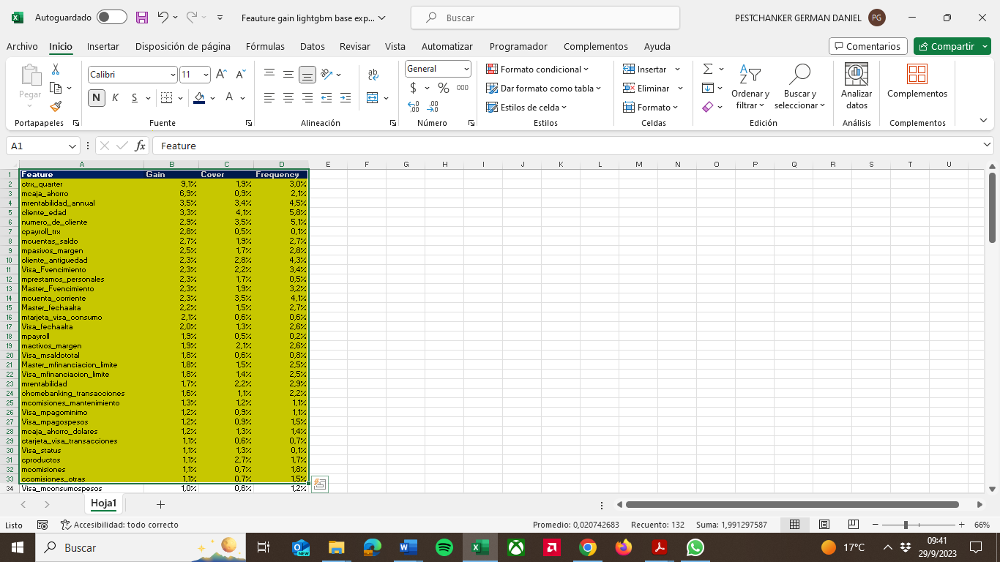 Autoguardado Feauture gain lightgbm base exp... Buscar PESTCHANKER GERMAN DANIEL PG
Archivo Inicio Insertar Disposición de página Fórmulas Datos Revisar Vista Automatizar Programador Complementos Ayuda Comentarios Compartir
Pegar
Portapapeles
Calibri 11
N K S
Fuente
ab
Alineación
General
$ % 000
Número
Formato condicional
Dar formato como tabla
Estilos de celda
Estilos
Insertar
Eliminar
Formato
Celdas
Ordenar y filtrar
Buscar y seleccionar
Edición
Analizar datos
Análisis
Complementos
Complementos
A1 fx Feature
A B C D E F G H I J K L M N O P Q R S T U
1 Feature Gain Cover Frequency
2 ctrx_quarter 9,1% 1,9% 3,0%
3 mcaja_ahorro 6,9% 0,9% 2,1%
4 mrentabilidad_annual 3,5% 3,4% 4,5%
5 cliente_edad 3,3% 4,1% 5,8%
6 numero_de_cliente 2,9% 3,5% 5,1%
7 cpayroll_trx 2,8% 0,5% 0,1%
8 mcuentas_saldo 2,7% 1,9% 2,7%
9 mpasivos_margen 2,5% 1,7% 2,8%
10 cliente_antiguedad 2,3% 2,8% 4,3%
11 Visa_Fvencimiento 2,3% 2,2% 3,4%
12 mprestamos_personales 2,3% 1,7% 0,5%
13 Master_Fvencimiento 2,3% 1,9% 3,2%
14 mcuenta_corriente 2,3% 3,5% 4,1%
15 Master_fechaalta 2,2% 1,5% 2,7%
16 mtarjeta_visa_consumo 2,1% 0,6% 0,6%
17 Visa_fechaalta 2,0% 1,3% 2,6%
18 mpayroll 1,9% 0,5% 0,2%
19 mactivos_margen 1,9% 2,1% 2,6%
20 Visa_msaldototal 1,8% 0,6% 0,8%
21 Master_mfinanciacion_limite 1,8% 1,5% 2,5%
22 Visa_mfinanciacion_limite 1,8% 1,4% 2,5%
23 mrentabilidad 1,7% 2,2% 2,9%
24 chomebanking_transacciones 1,6% 1,1% 2,2%
25 mcomisiones_mantenimiento 1,3% 1,2% 1,1%
26 Visa_mpagominimo 1,2% 0,9% 1,1%
27 Visa_mpagospesos 1,2% 0,9% 1,5%
28 mcaja_ahorro_dolares 1,2% 1,3% 1,4%
29 ctarjeta_visa_transacciones 1,1% 0,6% 0,7%
30 Visa_status 1,1% 1,3% 0,1%
31 cproductos 1,1% 2,7% 1,7%
32 mcomisiones 1,1% 0,7% 1,8%
33 ccomisiones_otras 1,1% 0,7% 1,5%
34 Visa_mconsumospesos 1,0% 0,6% 1,2%
Hoja1
Listo Accesibilidad: todo correcto Promedio: 0,020742683 Recuento: 132 Suma: 1,991297587 66%
Buscar 17°C 09:41
29/9/2023